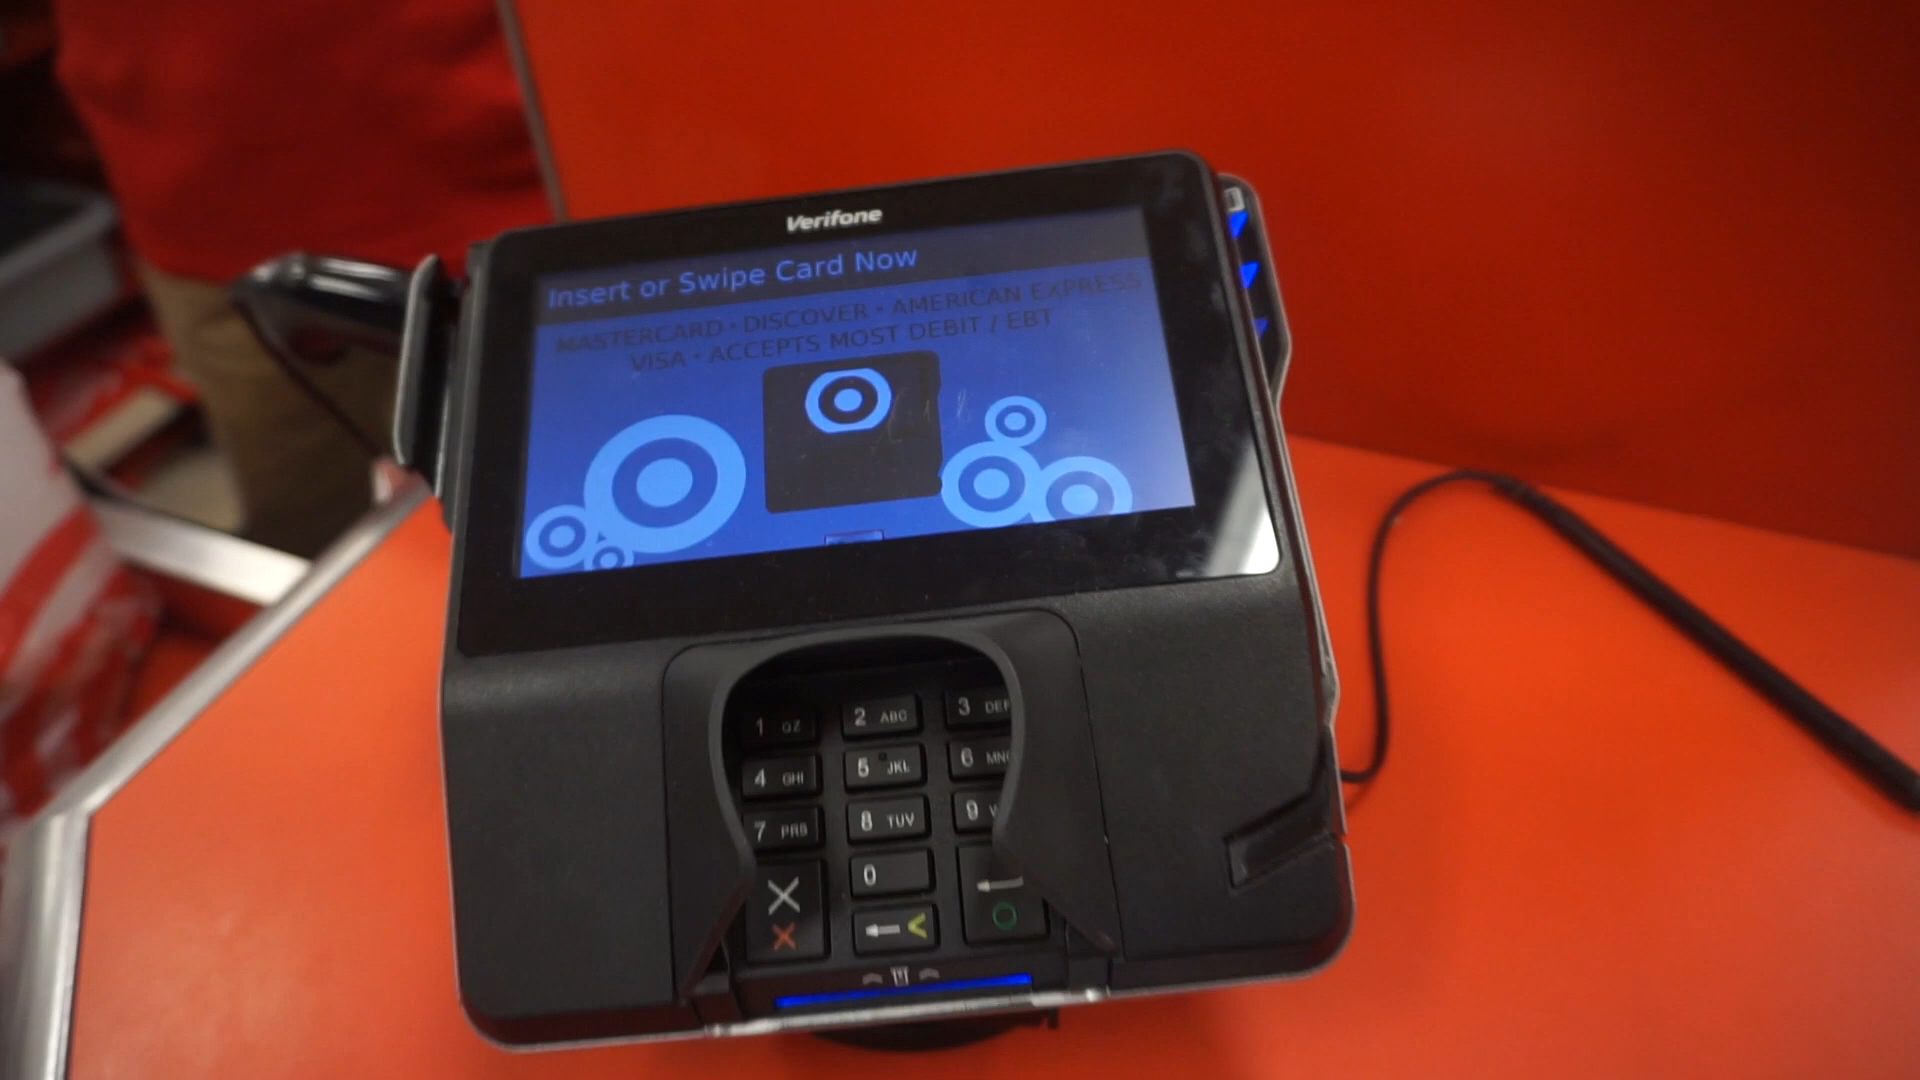 Verifone
Insert or Swipe Card Now
MASTERCARD • DISCOVER • AMERICAN EXPRESS
VISA • ACCEPTS MOST DEBIT / EBT
1 QZ 2 ABC 3 DEF
4 GHI 5 JKL 6 MNO
7 PRS 8 TUV 9
0